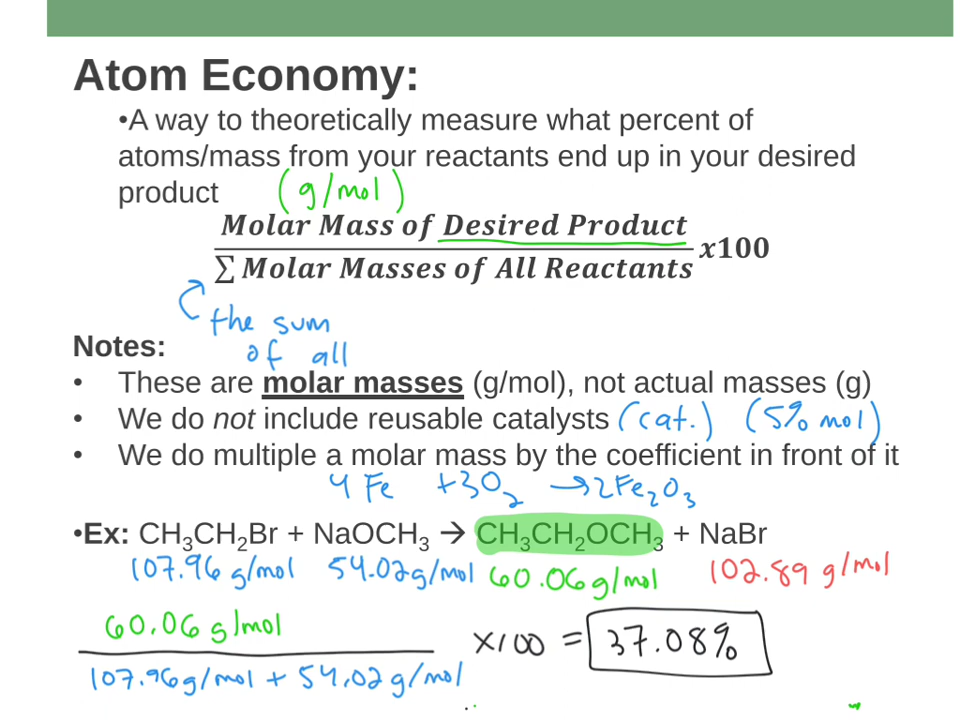 Atom Economy:
•A way to theoretically measure what percent of
atoms/mass from your reactants end up in your desired
product (g/mol)
Molar Mass of Desired Product
∑ Molar Masses of All Reactants x100
the sum
Notes: of all
• These are molar masses (g/mol), not actual masses (g)
• We do not include reusable catalysts (cat.) (5% mol)
• We do multiple a molar mass by the coefficient in front of it
4 Fe + 3O₂ → 2Fe₂O₃
•Ex: CH₃CH₂Br + NaOCH₃ → CH₃CH₂OCH₃ + NaBr
107.96 g/mol 54.02g/mol 60.06g/mol 102.89 g/mol
60.06 g/mol
x100 = 37.08%
107.96g/mol + 54.02g/mol